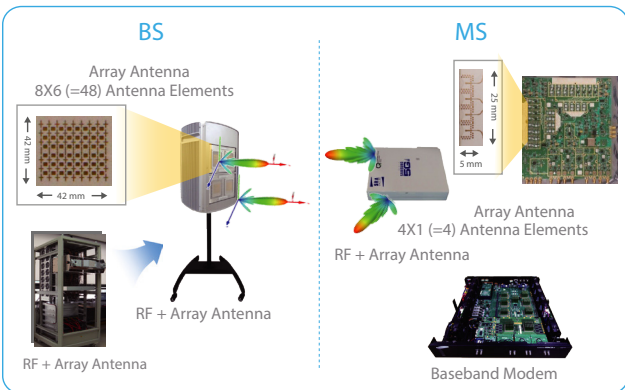 BS
Array Antenna
8X6 (=48) Antenna Elements
42 mm
42 mm
RF + Array Antenna
RF + Array Antenna
MS
25 mm
5 mm
5G
Array Antenna
4X1 (=4) Antenna Elements
RF + Array Antenna
Baseband Modem